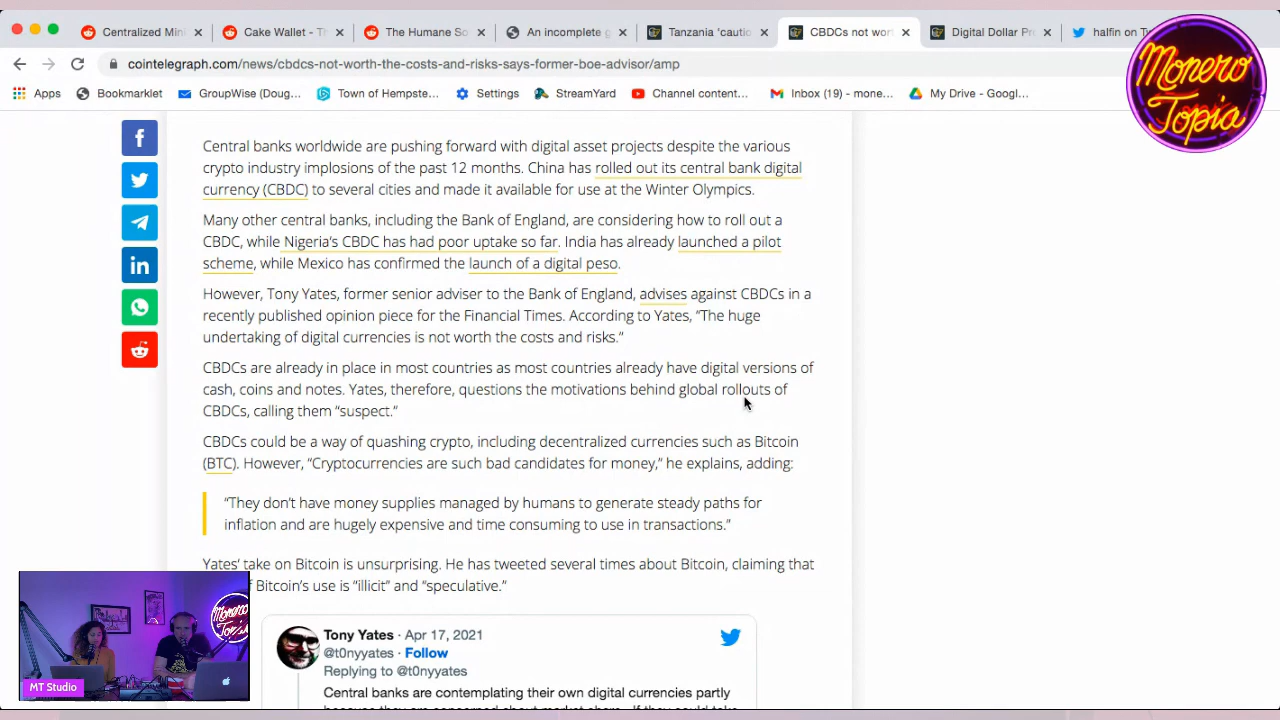 Centralized Min
Cake Wallet - Th
The Humane So
An incomplete g
Tanzania 'cautio
CBDCs not wor
Digital Dollar Pr
halfin on Tw
cointelegraph.com/news/cbdcs-not-worth-the-costs-and-risks-says-former-boe-advisor/amp
Apps
Bookmarklet
GroupWise (Doug...
Town of Hempste...
Settings
StreamYard
Channel content...
Inbox (19) - mone...
My Drive - Googl...
Monero
Topia
Central banks worldwide are pushing forward with digital asset projects despite the various
crypto industry implosions of the past 12 months. China has rolled out its central bank digital
currency (CBDC) to several cities and made it available for use at the Winter Olympics.
Many other central banks, including the Bank of England, are considering how to roll out a
CBDC, while Nigeria's CBDC has had poor uptake so far. India has already launched a pilot
scheme, while Mexico has confirmed the launch of a digital peso.
However, Tony Yates, former senior adviser to the Bank of England, advises against CBDCs in a
recently published opinion piece for the Financial Times. According to Yates, “The huge
undertaking of digital currencies is not worth the costs and risks.”
CBDCs are already in place in most countries as most countries already have digital versions of
cash, coins and notes. Yates, therefore, questions the motivations behind global rollouts of
CBDCs, calling them “suspect.”
CBDCs could be a way of quashing crypto, including decentralized currencies such as Bitcoin
(BTC). However, “Cryptocurrencies are such bad candidates for money,” he explains, adding:
“They don’t have money supplies managed by humans to generate steady paths for
inflation and are hugely expensive and time consuming to use in transactions.”
Yates’ take on Bitcoin is unsurprising. He has tweeted several times about Bitcoin, claiming that
of Bitcoin’s use is “illicit” and “speculative.”
Tony Yates · Apr 17, 2021
@t0nyyates · Follow
Replying to @t0nyyates
Central banks are contemplating their own digital currencies partly
Monero
Topia
MT Studio